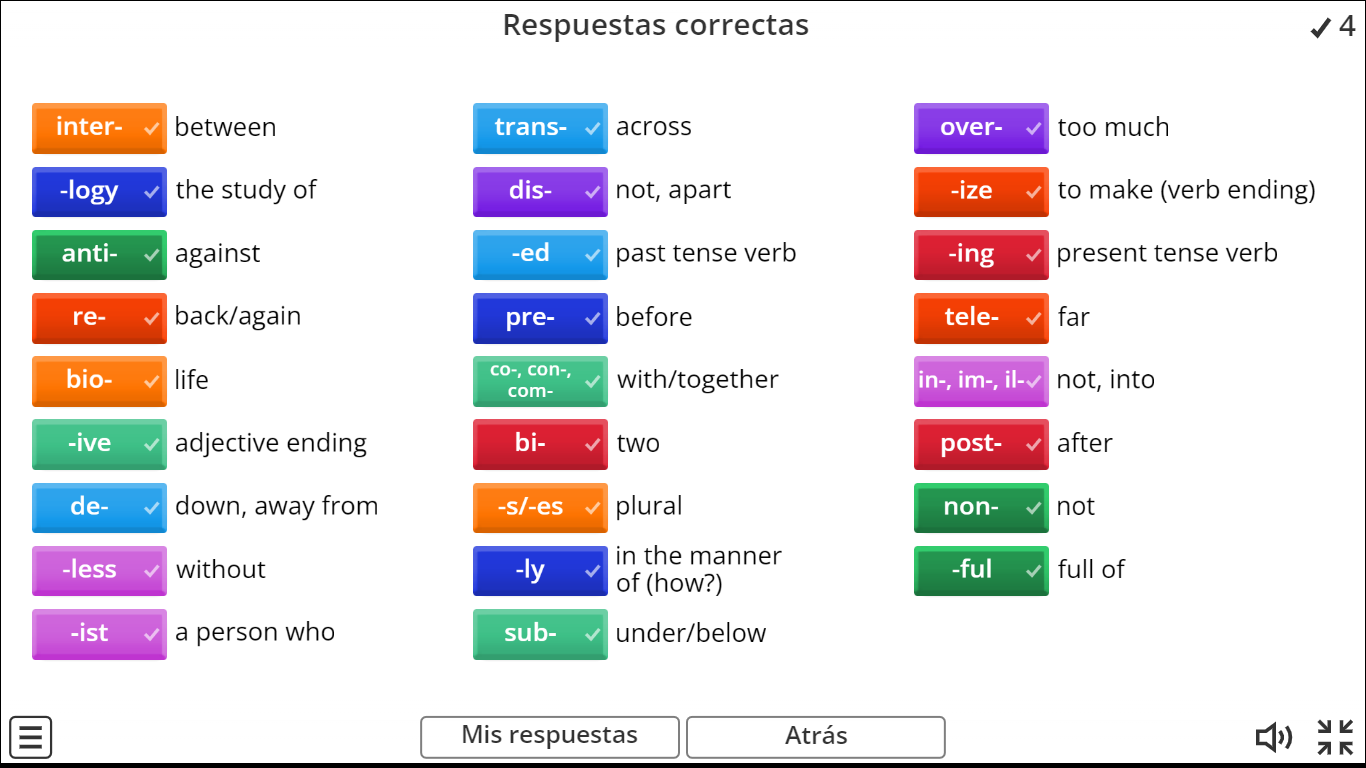 Respuestas correctas
4
inter- between
-logy the study of
anti- against
re- back/again
bio- life
-ive adjective ending
de- down, away from
-less without
-ist a person who
trans- across
dis- not, apart
-ed past tense verb
pre- before
co-, con-,
com- with/together
bi- two
-s/-es plural
-ly in the manner
of (how?)
sub- under/below
over- too much
-ize to make (verb ending)
-ing present tense verb
tele- far
in-, im-, il- not, into
post- after
non- not
-ful full of
Mis respuestas
Atrás